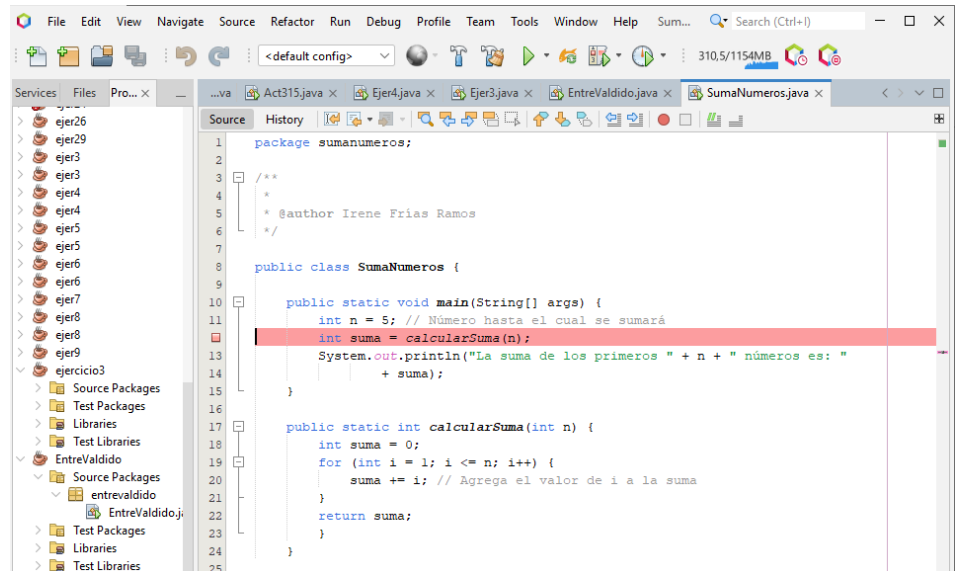 File Edit View Navigate Source Refactor Run Debug Profile Team Tools Window Help Sum... Search (Ctrl+I)
<default config> 310,5/1154MB
Services Files Pro... ...va Act315.java Ejer4.java Ejer3.java EntreValdido.java SumaNumeros.java
Source History
ejer26
ejer29
ejer3
ejer3
ejer4
ejer4
ejer5
ejer5
ejer6
ejer6
ejer7
ejer8
ejer8
ejer9
ejercicio3
Source Packages
Test Packages
Libraries
Test Libraries
EntreValdido
Source Packages
entrevaldido
EntreValdido.ja
Test Packages
Libraries
Test Libraries
1 package sumanumeros;
2
3 /**
4 *
5 * @author Irene Frías Ramos
6 */
7
8 public class SumaNumeros {
9
10 public static void main(String[] args) {
11 int n = 5; // Número hasta el cual se sumará
int suma = calcularSuma(n);
13 System.out.println("La suma de los primeros " + n + " números es: "
14 + suma);
15 }
16
17 public static int calcularSuma(int n) {
18 int suma = 0;
19 for (int i = 1; i <= n; i++) {
20 suma += i; // Agrega el valor de i a la suma
21 }
22 return suma;
23 }
24 }
25